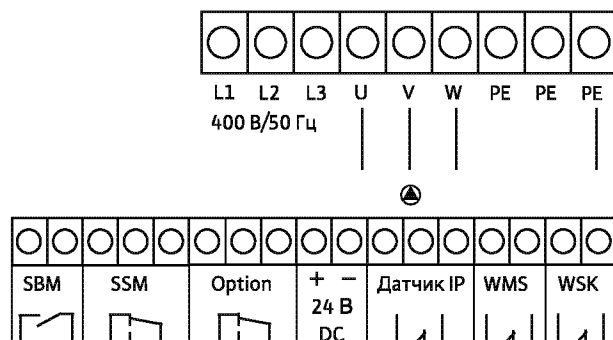 L1 L2 L3 U V W PE PE PE
400 В/50 Гц
SBM SSM Option + − Датчик IP WMS WSK
24 В
DC